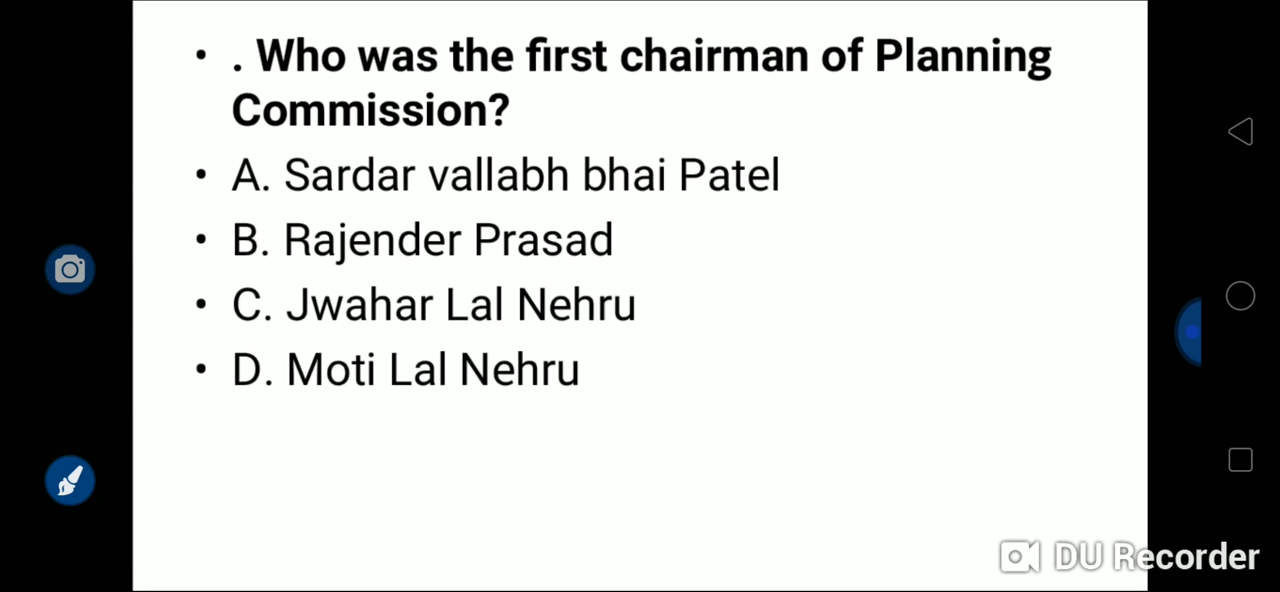 • . Who was the first chairman of Planning
Commission?
• A. Sardar vallabh bhai Patel
• B. Rajender Prasad
• C. Jwahar Lal Nehru
• D. Moti Lal Nehru
DU Recorder